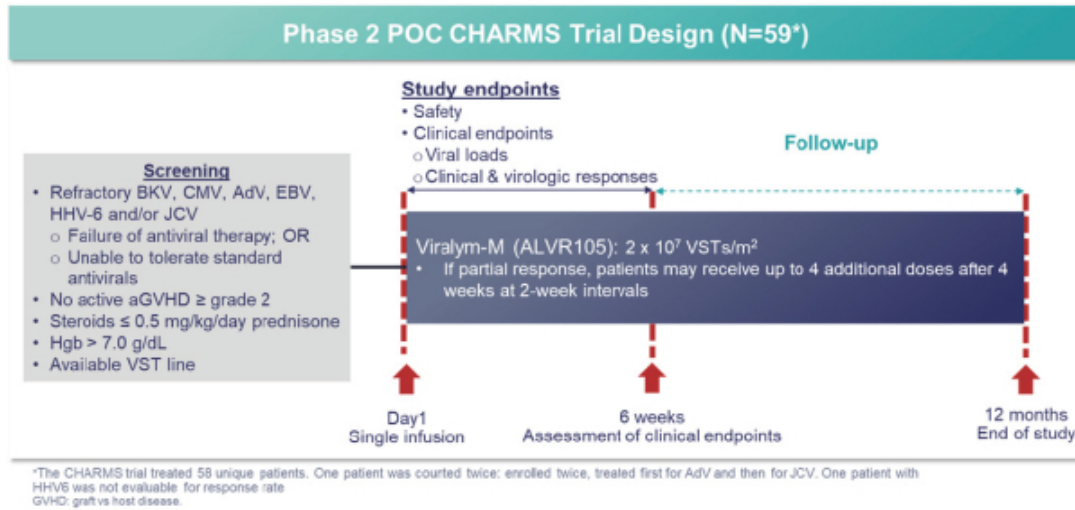 Phase 2 POC CHARMS Trial Design (N=59*)
Study endpoints
• Safety
• Clinical endpoints
o Viral loads
o Clinical & virologic responses
Follow-up
Screening
• Refractory BKV, CMV, AdV, EBV,
HHV-6 and/or JCV
o Failure of antiviral therapy; OR
o Unable to tolerate standard
antivirals
• No active aGVHD ≥ grade 2
• Steroids ≤ 0.5 mg/kg/day prednisone
• Hgb > 7.0 g/dL
• Available VST line
Viralym-M (ALVR105): 2 x 10⁷ VSTs/m²
• If partial response, patients may receive up to 4 additional doses after 4
weeks at 2-week intervals
Day1
Single infusion
6 weeks
Assessment of clinical endpoints
12 months
End of study
*The CHARMS trial treated 58 unique patients. One patient was counted twice: enrolled twice, treated first for AdV and then for JCV. One patient with
HHV6 was not evaluable for response rate
GVHD: graft vs host disease.